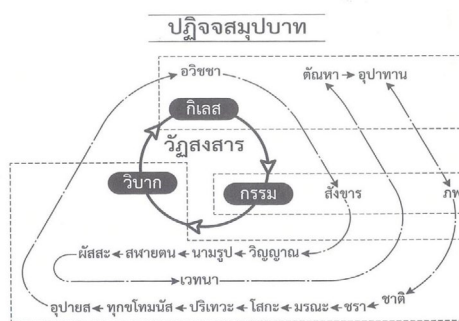 ปฏิจจสมุปบาท
อวิชชา
ตัณหา → อุปาทาน
กิเลส
วัฏสงสาร
วิบาก
กรรม
สังขาร
ภพ
ผัสสะ ← สฬายตน ← นามรูป ← วิญญาณ
เวทนา
ชาติ
อุปายส ← ทุกขโทมนัส ← ปริเทวะ ← โสกะ ← มรณะ ← ชรา